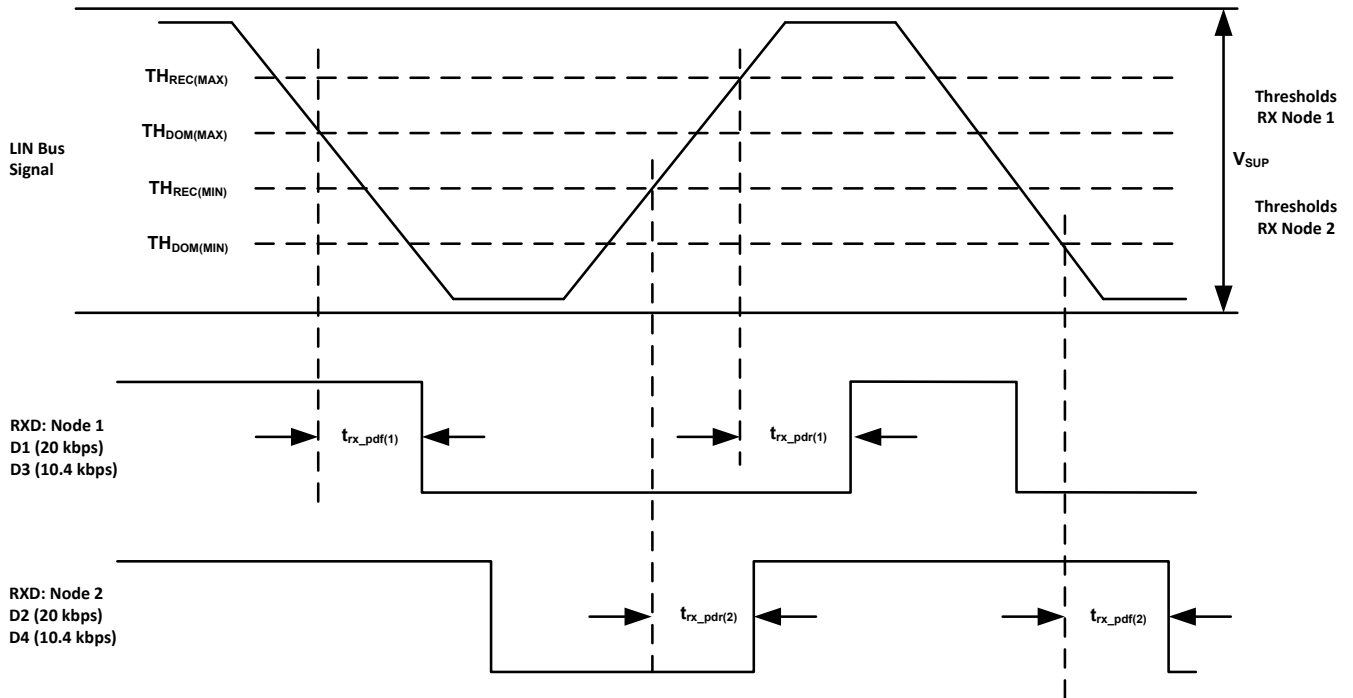 TH_REC(MAX)
TH_DOM(MAX)
LIN Bus
Signal
TH_REC(MIN)
TH_DOM(MIN)
Thresholds
RX Node 1
V_SUP
Thresholds
RX Node 2
RXD: Node 1
D1 (20 kbps)
D3 (10.4 kbps)
t_rx_pdf(1)
t_rx_pdr(1)
RXD: Node 2
D2 (20 kbps)
D4 (10.4 kbps)
t_rx_pdr(2)
t_rx_pdf(2)